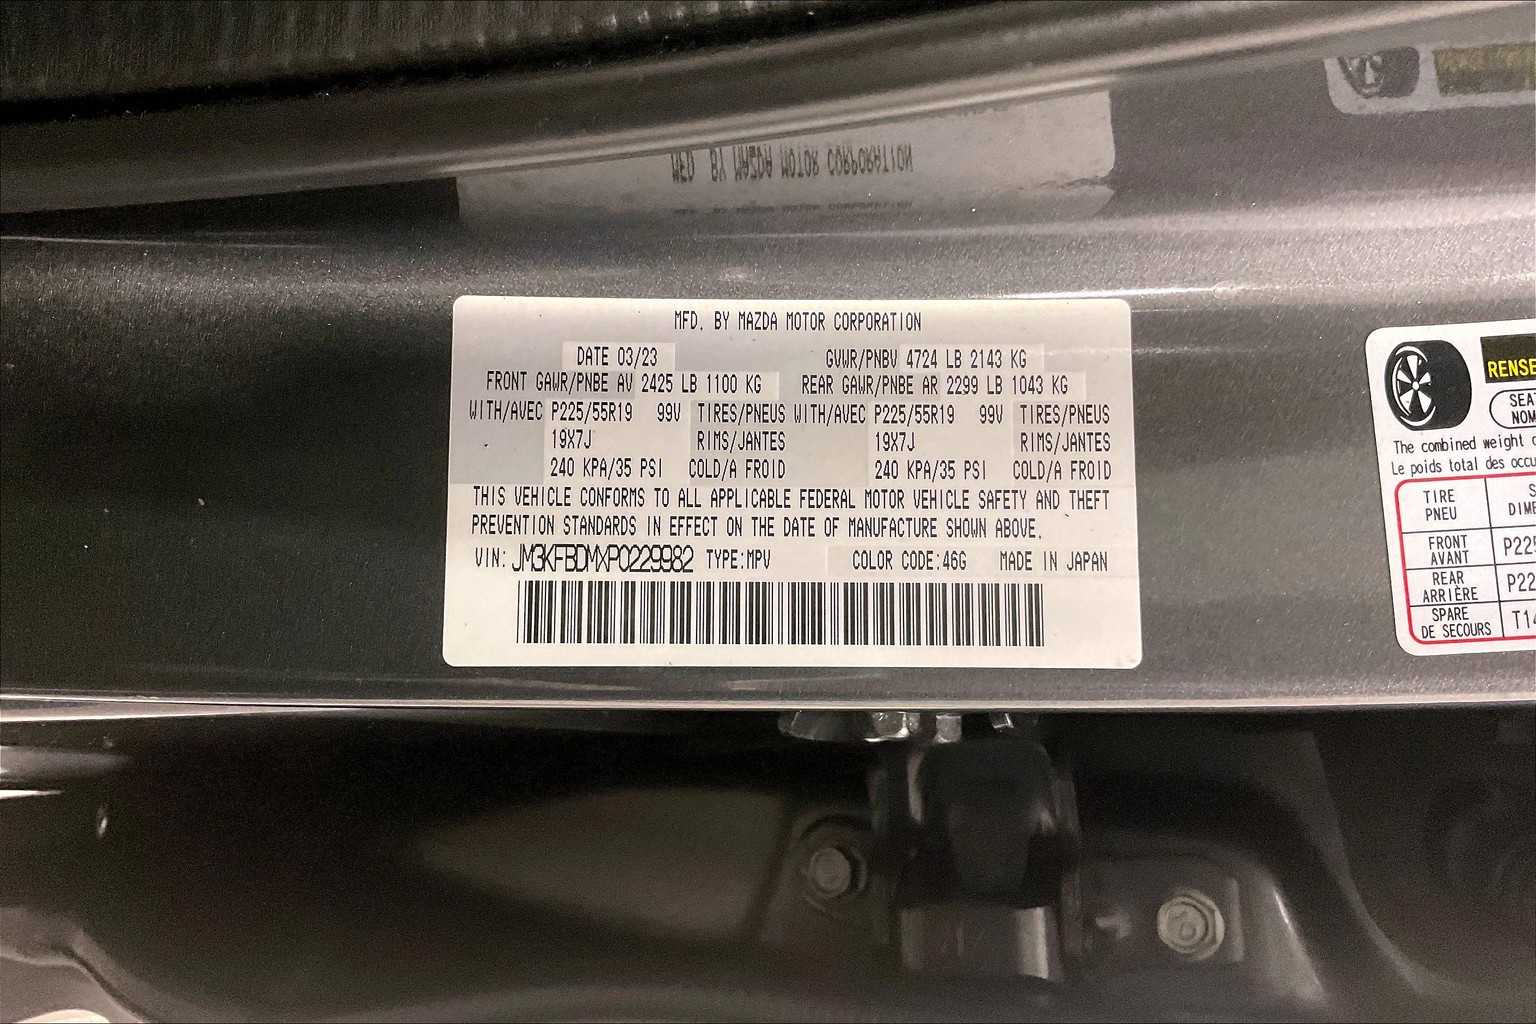 MFD. BY MAZDA MOTOR CORPORATION
MFD. BY MAZDA MOTOR CORPORATION
DATE 03/23 GVWR/PNBV 4724 LB 2143 KG
FRONT GAWR/PNBE AV 2425 LB 1100 KG REAR GAWR/PNBE AR 2299 LB 1043 KG
WITH/AVEC P225/55R19 99V TIRES/PNEUS WITH/AVEC P225/55R19 99V TIRES/PNEUS
19X7J RIMS/JANTES 19X7J RIMS/JANTES
240 KPA/35 PSI COLD/A FROID 240 KPA/35 PSI COLD/A FROID
THIS VEHICLE CONFORMS TO ALL APPLICABLE FEDERAL MOTOR VEHICLE SAFETY AND THEFT
PREVENTION STANDARDS IN EFFECT ON THE DATE OF MANUFACTURE SHOWN ABOVE.
VIN: JM3KFBDMXP0229982 TYPE:MPV COLOR CODE:46G MADE IN JAPAN
The combined weight
Le poids total des
TIRE
PNEU
FRONT
AVANT
REAR
ARRIÈRE
SPARE
DE SECOURS